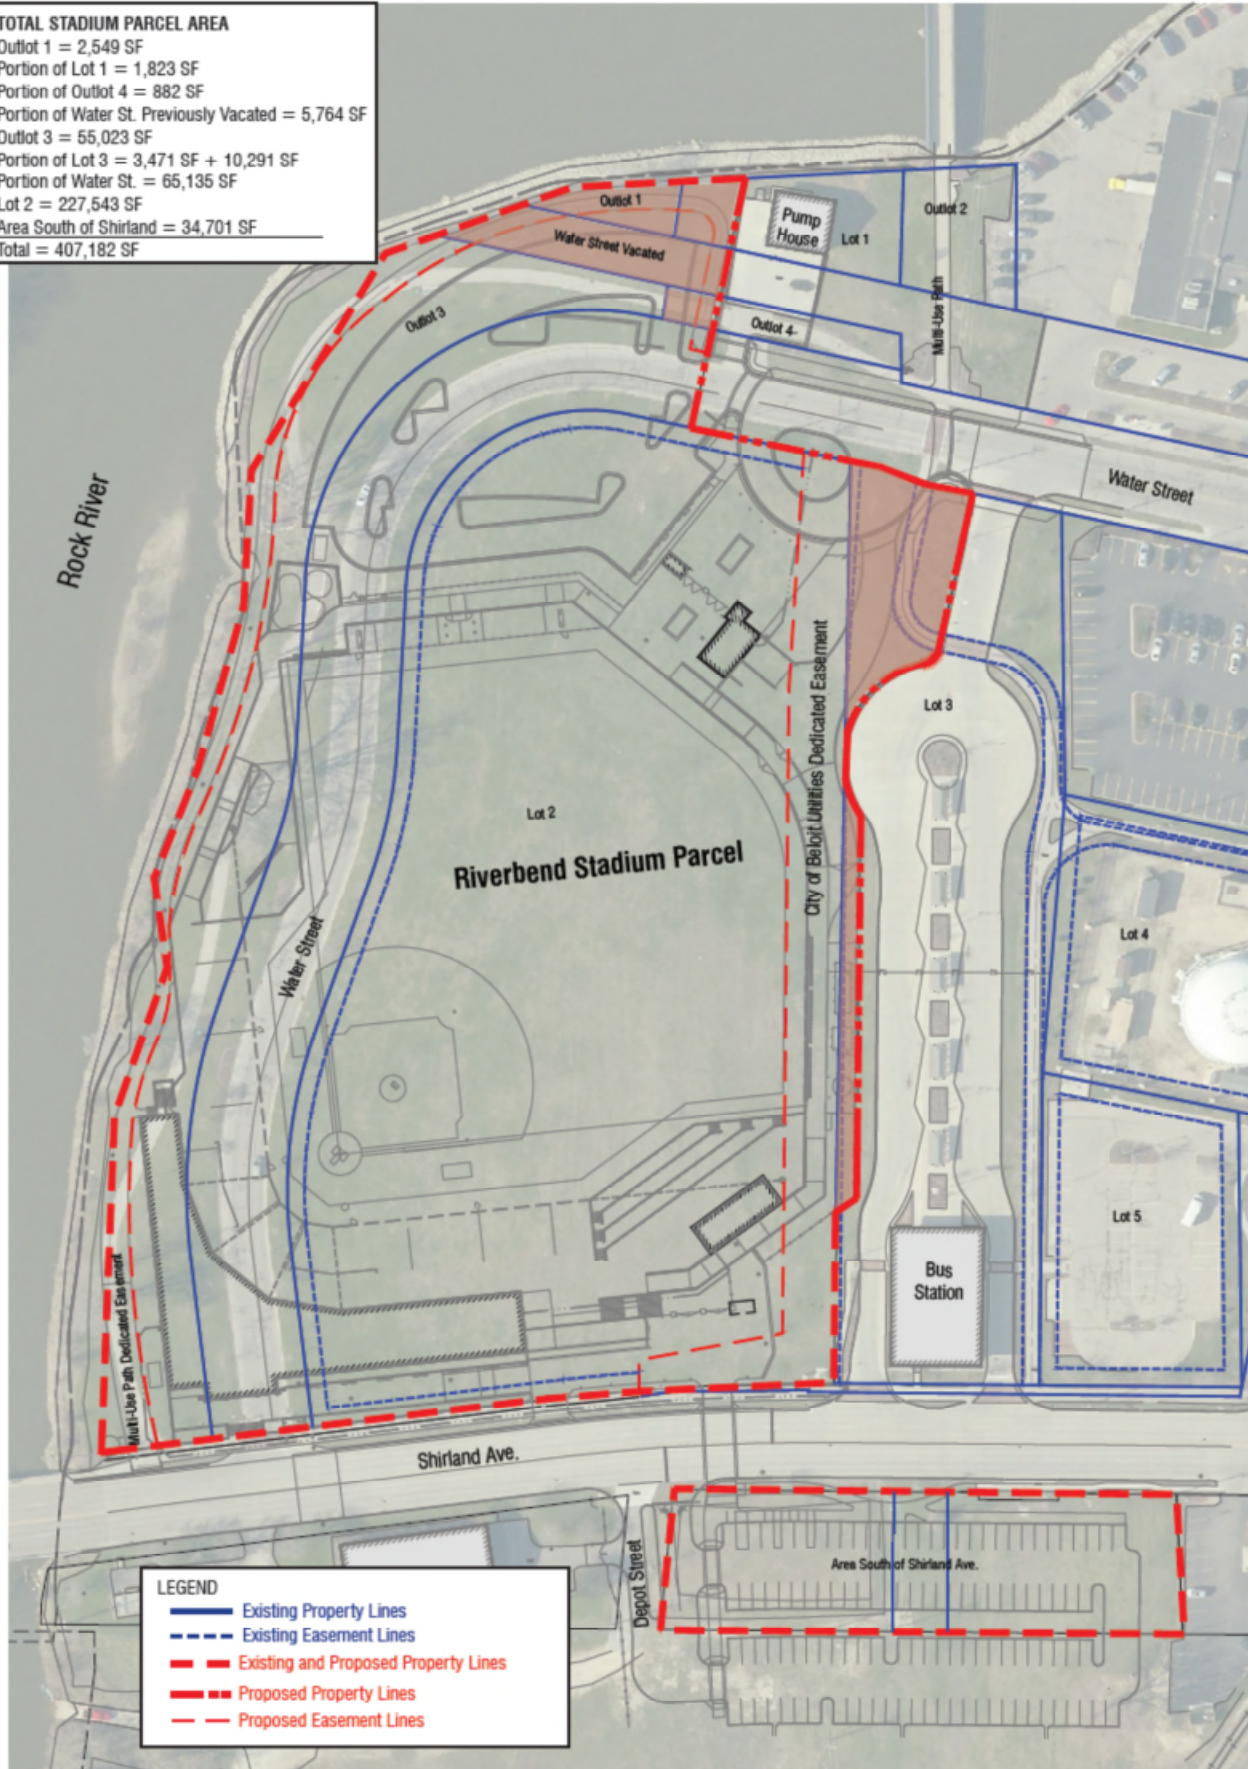 TOTAL STADIUM PARCEL AREA
Outlot 1 = 2,549 SF
Portion of Lot 1 = 1,823 SF
Portion of Outlot 4 = 882 SF
Portion of Water St. Previously Vacated = 5,764 SF
Outlot 3 = 55,023 SF
Portion of Lot 3 = 3,471 SF + 10,291 SF
Portion of Water St. = 65,135 SF
Lot 2 = 227,543 SF
Area South of Shirland = 34,701 SF
Total = 407,182 SF
Outlot 1
Water Street Vacated
Pump
House
Lot 1
Outlot 2
Multi-Use Path
Outlot 3
Outlot 4
Water Street
Rock River
City of Beloit Utilities Dedicated Easement
Lot 3
Lot 2
Riverbend Stadium Parcel
Water Street
Lot 4
Lot 5
Bus
Station
Multi-Use Path Dedicated Easement
Shirland Ave.
Depot Street
Area South of Shirland Ave.
LEGEND
Existing Property Lines
Existing Easement Lines
Existing and Proposed Property Lines
Proposed Property Lines
Proposed Easement Lines